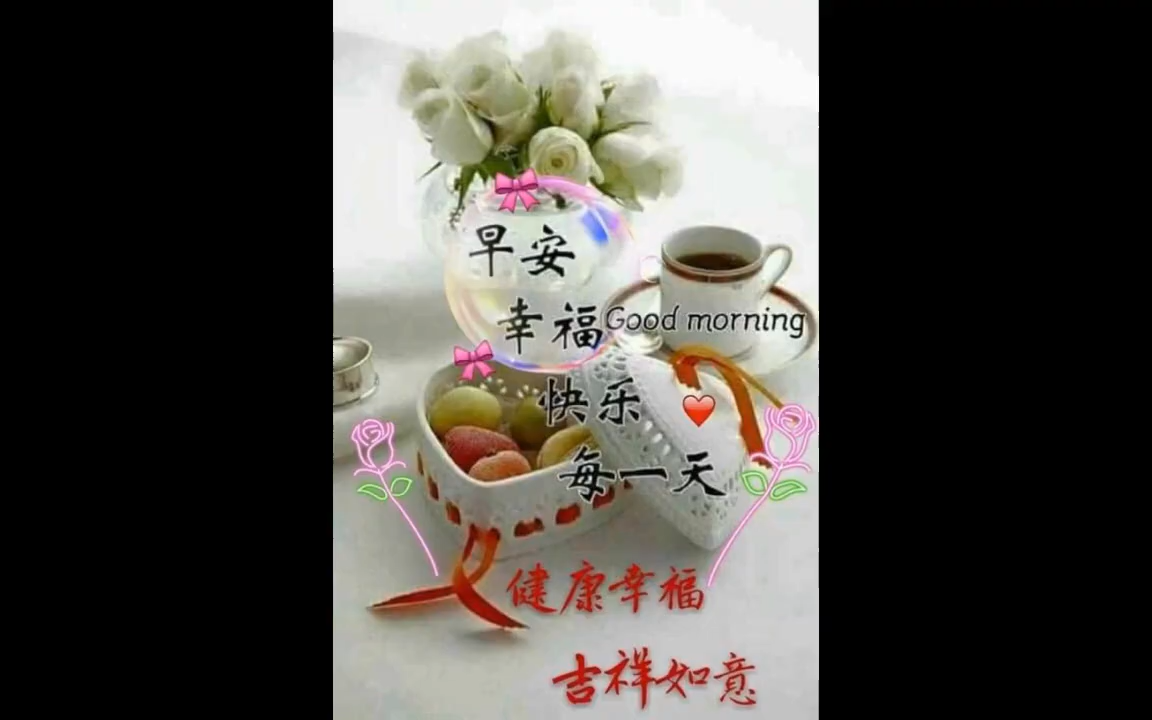 早安
幸福
Good morning
快乐
每一天
健康幸福
吉祥如意